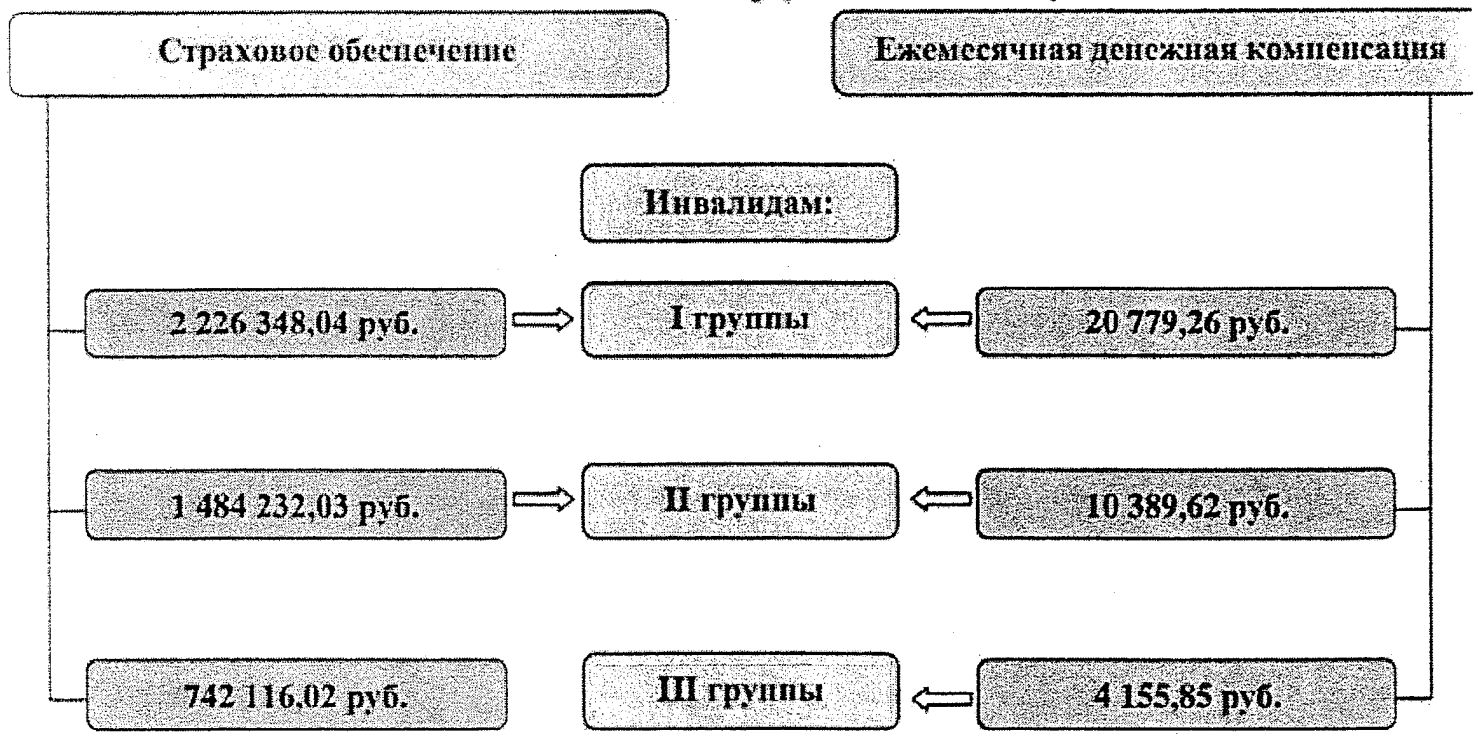 Страховое обеспечение
Ежемесячная денежная компенсация
Инвалидам:
2 226 348,04 руб.
I группы
20 779,26 руб.
1 484 232,03 руб.
II группы
10 389,62 руб.
742 116,02 руб.
III группы
4 155,85 руб.